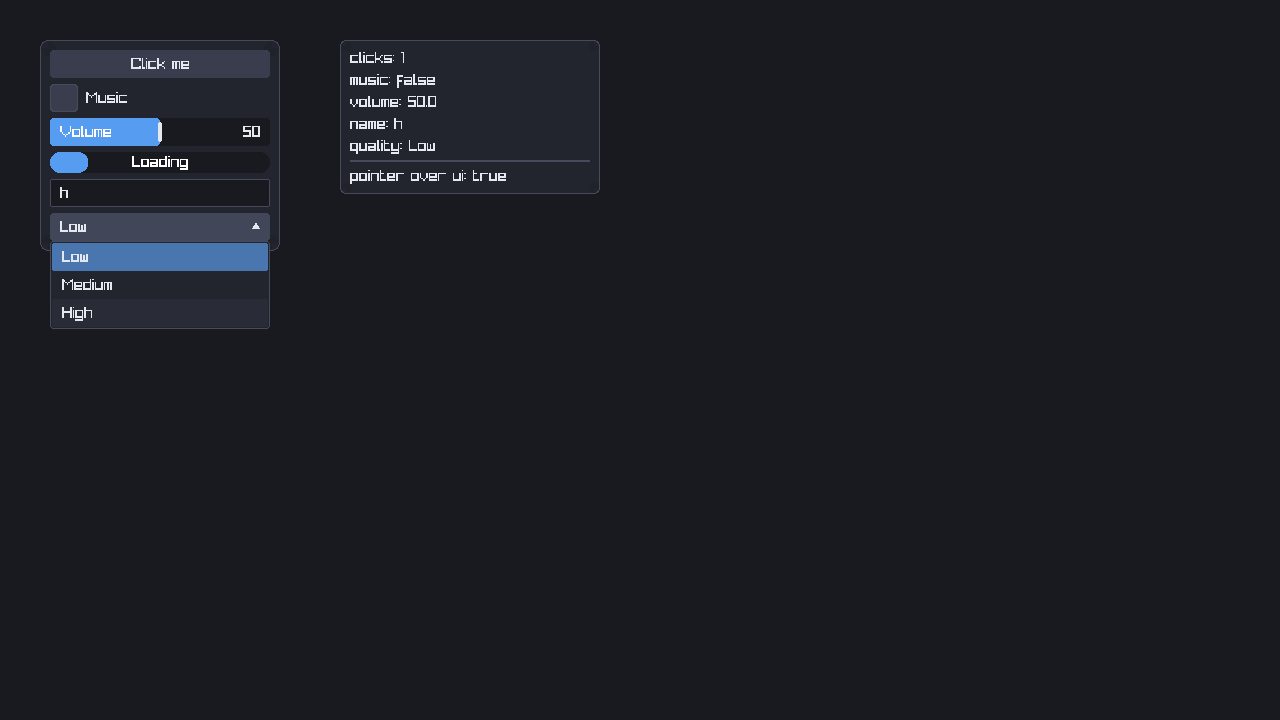 Click me
Music
Volume 50
Loading
h
Low
Low
Medium
High
clicks: 1
music: false
volume: 50.0
name: h
quality: Low
pointer over ui: true